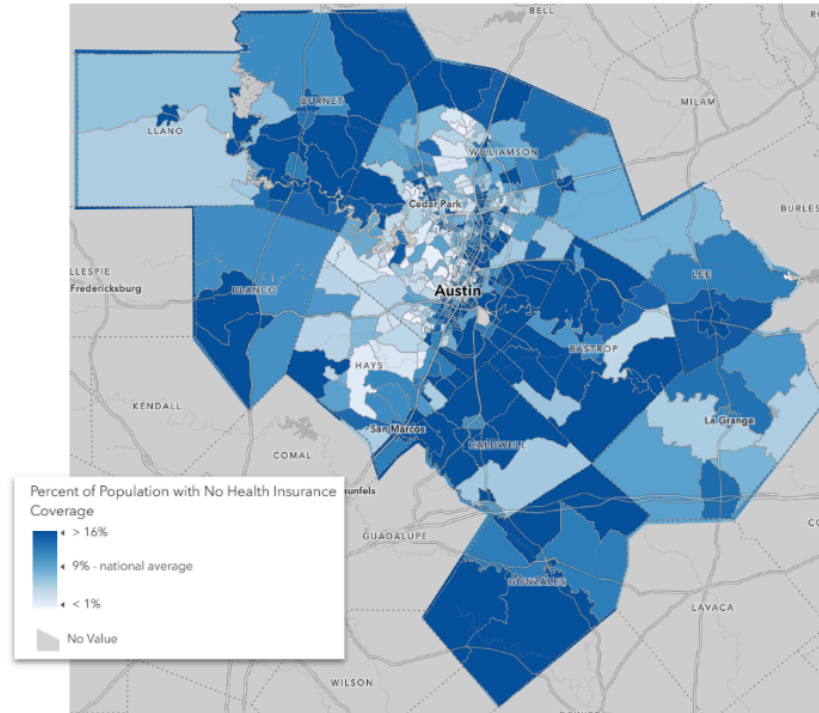 BELL
MILAM
BURNET
LLANO
WILLIAMSON
Cedar Park
BURLES
LLESPIE
Fredericksburg
BLANCO
Austin
LEE
BASTROP
HAYS
KENDALL
La Grange
San Marcos
CALDWELL
COMAL
Percent of Population with No Health Insurance
Coverage
> 16%
9% - national average
< 1%
No Value
unfels
GUADALUPE
GONZALES
LAVACA
WILSON